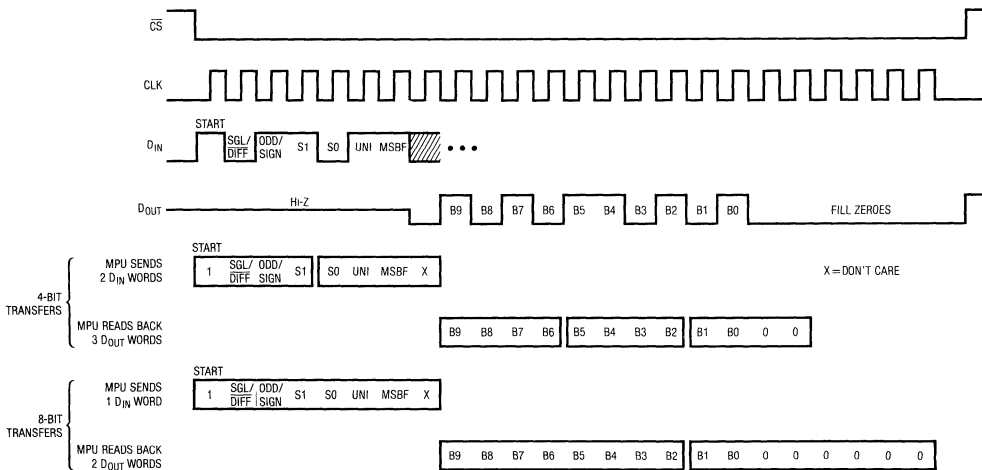 CS
CLK
START
DIN SGL/ ODD/ S1 S0 UNI MSBF
DIFF SIGN
DOUT HI-Z B9 B8 B7 B6 B5 B4 B3 B2 B1 B0 FILL ZEROES
START
MPU SENDS 1 SGL/ ODD/ S1 S0 UNI MSBF X X = DON'T CARE
2 DIN WORDS DIFF SIGN
4-BIT
TRANSFERS
MPU READS BACK B9 B8 B7 B6 B5 B4 B3 B2 B1 B0 0 0
3 DOUT WORDS
START
MPU SENDS 1 SGL/ ODD/ S1 S0 UNI MSBF X
1 DIN WORD DIFF SIGN
8-BIT
TRANSFERS
MPU READS BACK B9 B8 B7 B6 B5 B4 B3 B2 B1 B0 0 0 0 0 0 0
2 DOUT WORDS